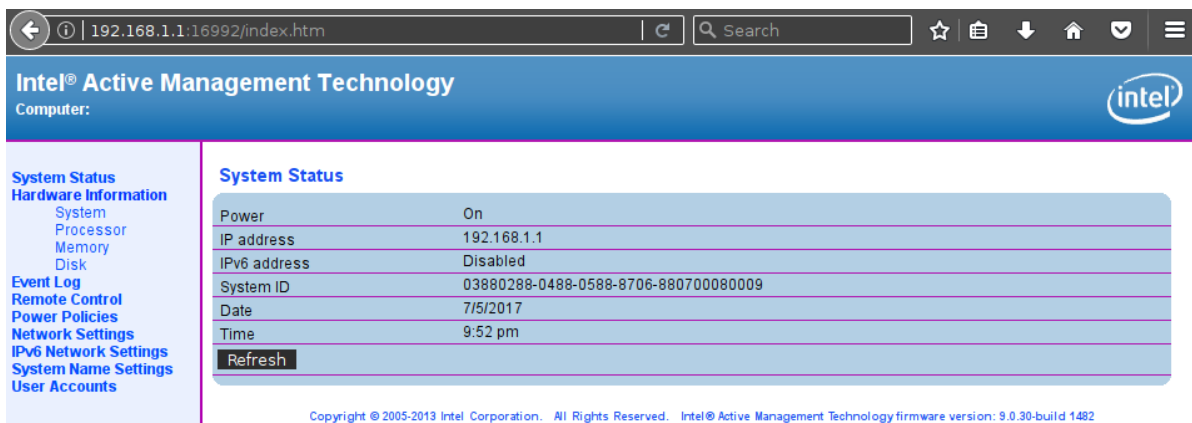 192.168.1.1:16992/index.htm
Search
Intel® Active Management Technology
Computer:
intel
System Status
Hardware Information
System
Processor
Memory
Disk
Event Log
Remote Control
Power Policies
Network Settings
IPv6 Network Settings
System Name Settings
User Accounts
System Status
Power On
IP address 192.168.1.1
IPv6 address Disabled
System ID 03880288-0488-0588-8706-880700080009
Date 7/5/2017
Time 9:52 pm
Refresh
Copyright © 2005-2013 Intel Corporation. All Rights Reserved. Intel® Active Management Technology firmware version: 9.0.30-build 1482